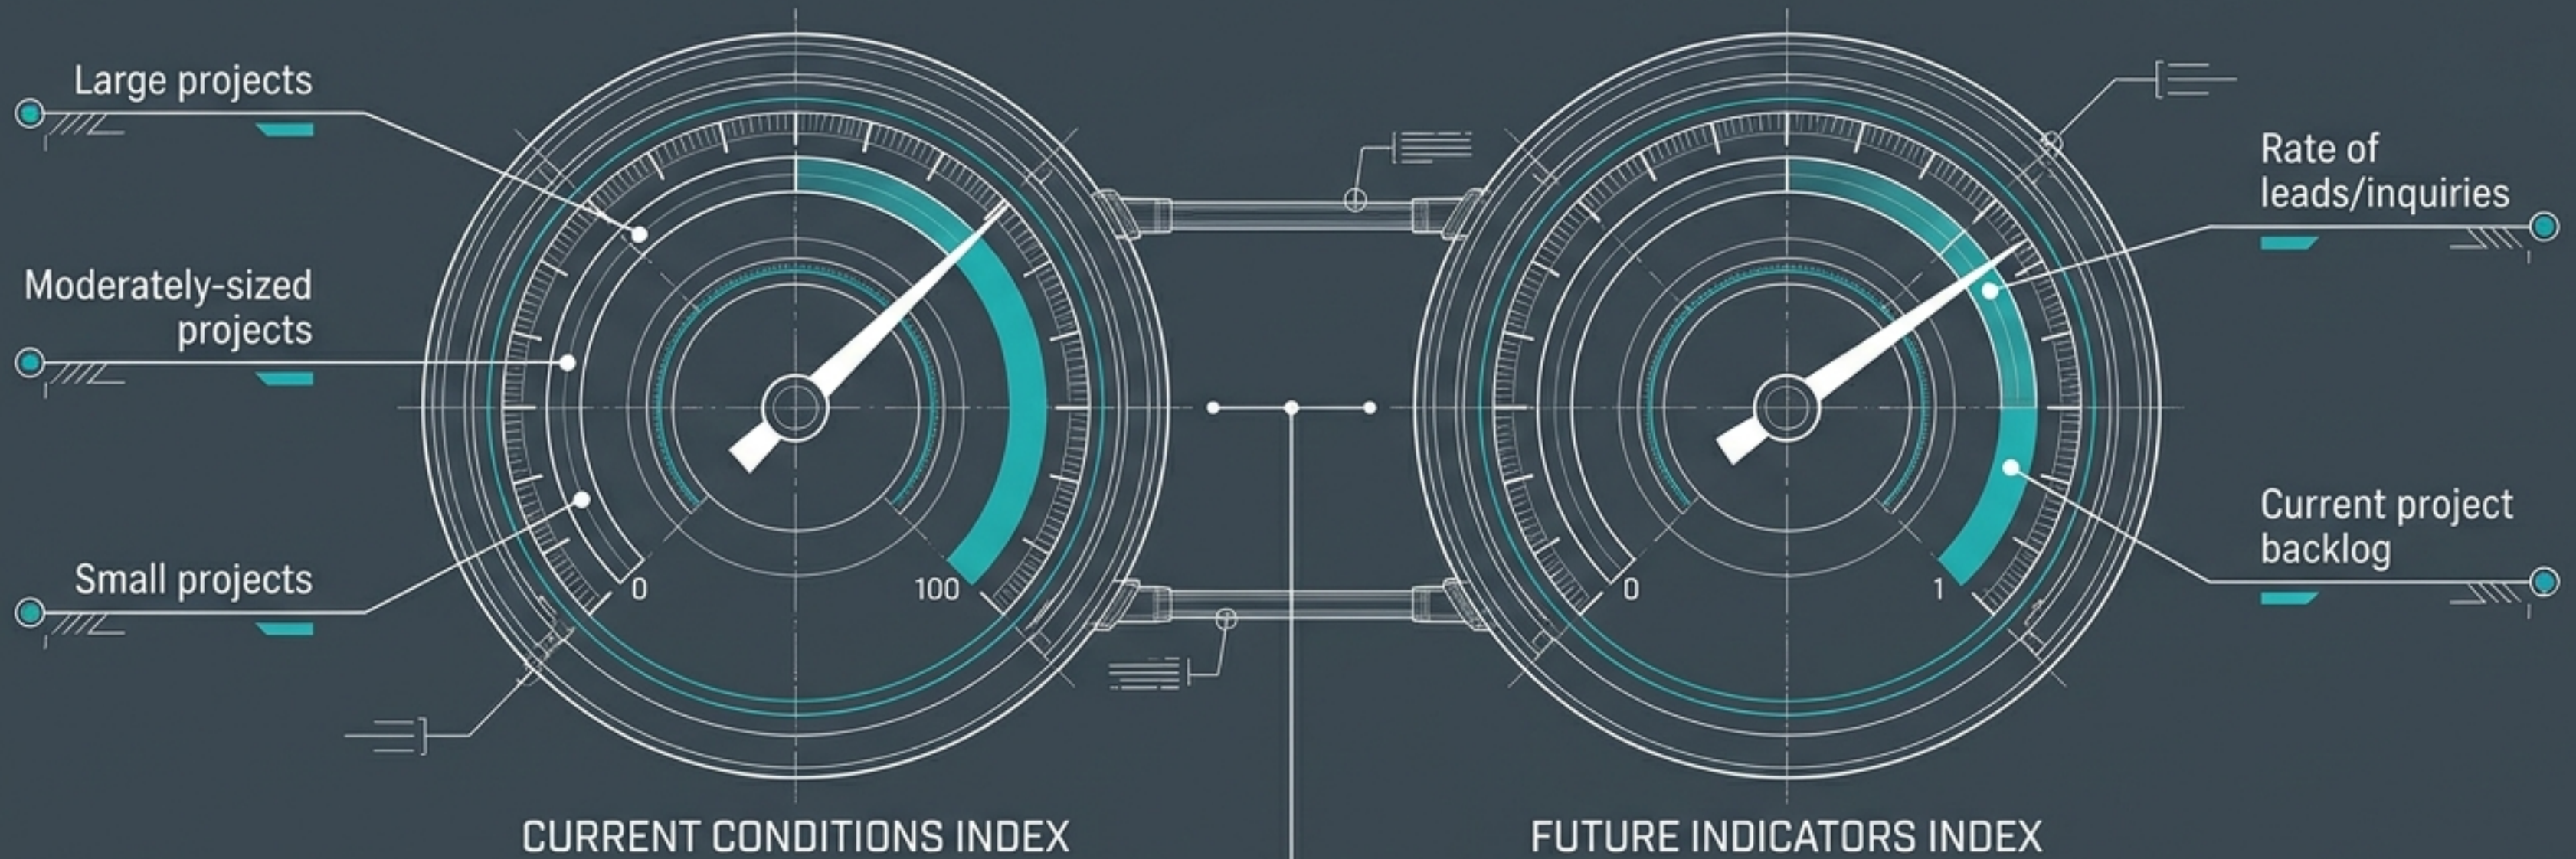 Large projects
Moderately-sized
projects
Small projects
0
100
CURRENT CONDITIONS INDEX
Rate of
leads/inquiries
Current project
backlog
0
1
FUTURE INDICATORS INDEX